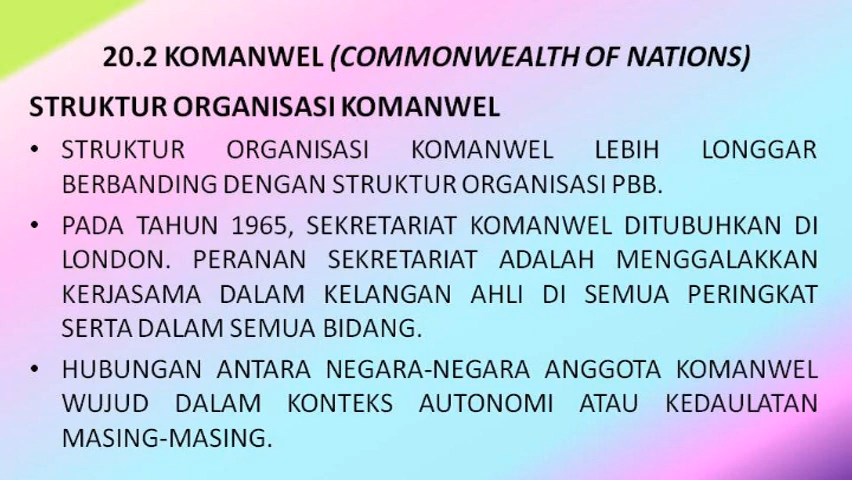 20.2 KOMANWEL (COMMONWEALTH OF NATIONS)
STRUKTUR ORGANISASI KOMANWEL
• STRUKTUR ORGANISASI KOMANWEL LEBIH LONGGAR
BERBANDING DENGAN STRUKTUR ORGANISASI PBB.
• PADA TAHUN 1965, SEKRETARIAT KOMANWEL DITUBUHKAN DI
LONDON. PERANAN SEKRETARIAT ADALAH MENGGALAKKAN
KERJASAMA DALAM KELANGAN AHLI DI SEMUA PERINGKAT
SERTA DALAM SEMUA BIDANG.
• HUBUNGAN ANTARA NEGARA-NEGARA ANGGOTA KOMANWEL
WUJUD DALAM KONTEKS AUTONOMI ATAU KEDAULATAN
MASING-MASING.